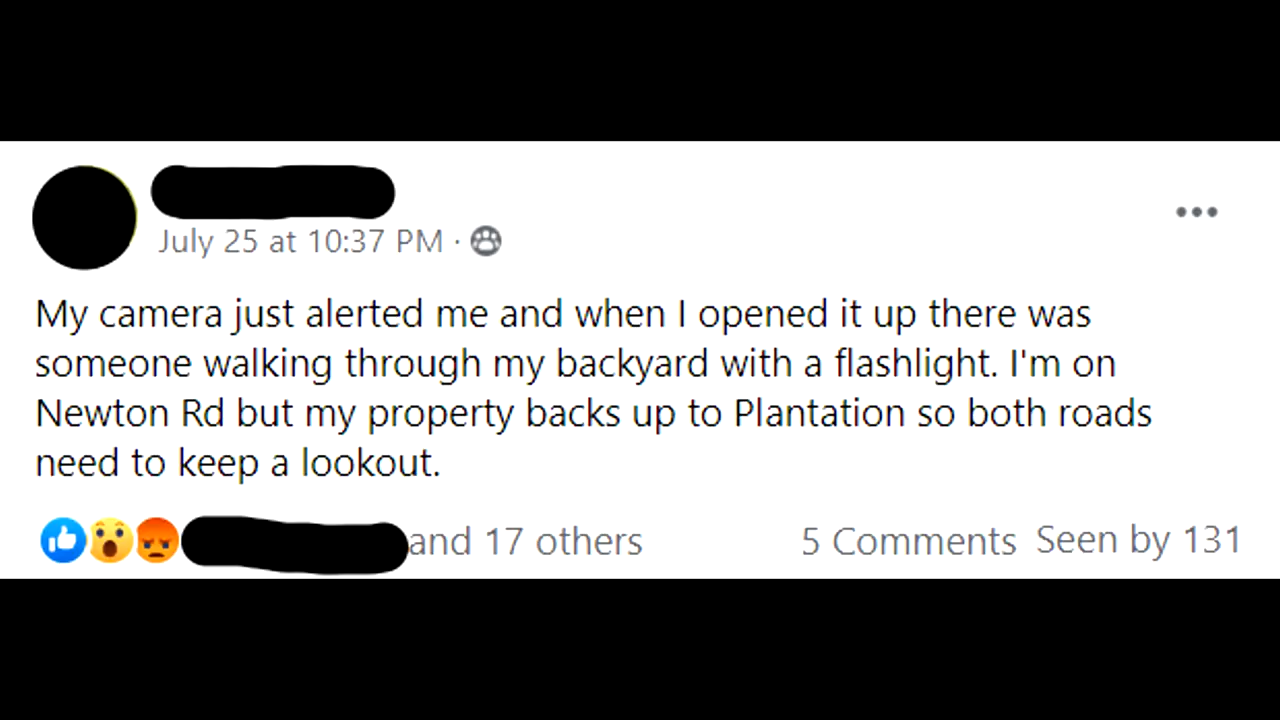 July 25 at 10:37 PM ·
My camera just alerted me and when I opened it up there was
someone walking through my backyard with a flashlight. I'm on
Newton Rd but my property backs up to Plantation so both roads
need to keep a lookout.
and 17 others 5 Comments Seen by 131